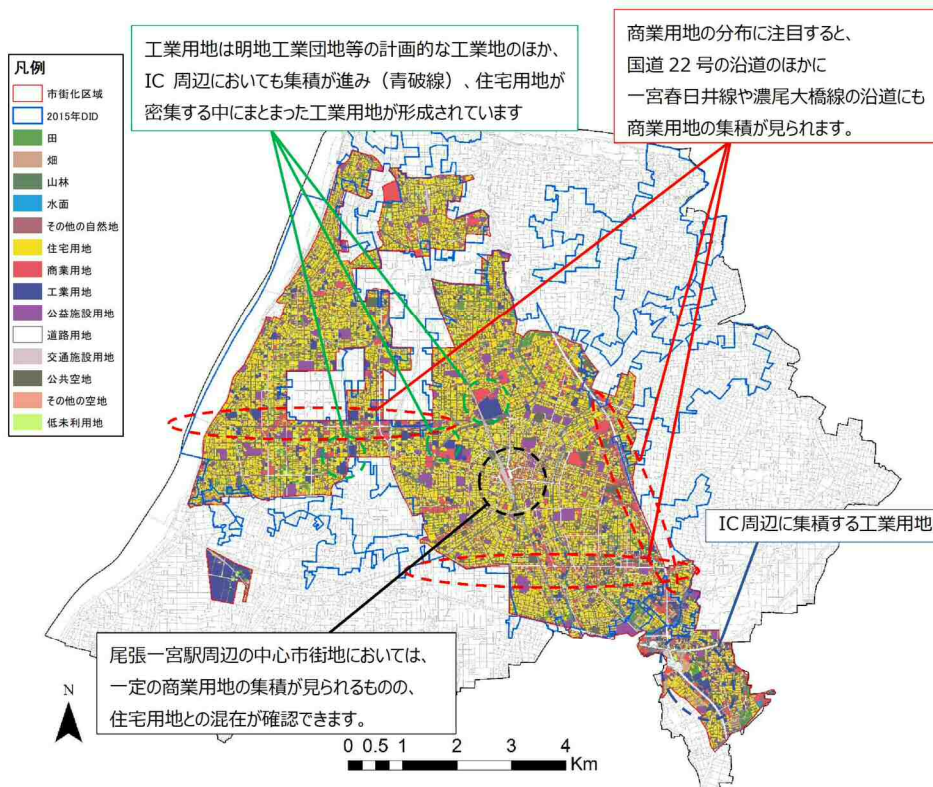 工業用地は明地工業団地等の計画的な工業地のほか、
IC 周辺においても集積が進み（青破線）、住宅用地が
密集する中にまとまった工業用地が形成されています
商業用地の分布に注目すると、
国道 22 号の沿道のほかに
一宮春日井線や濃尾大橋線の沿道にも
商業用地の集積が見られます。
凡例
市街化区域
2015年DID
田
畑
山林
水面
その他の自然地
住宅用地
商業用地
工業用地
公益施設用地
道路用地
交通施設用地
公共空地
その他の空地
低未利用地
IC 周辺に集積する工業用地
尾張一宮駅周辺の中心市街地においては、
一定の商業用地の集積が見られるものの、
住宅用地との混在が確認できます。
N
0 0.5 1 2 3 4
Km